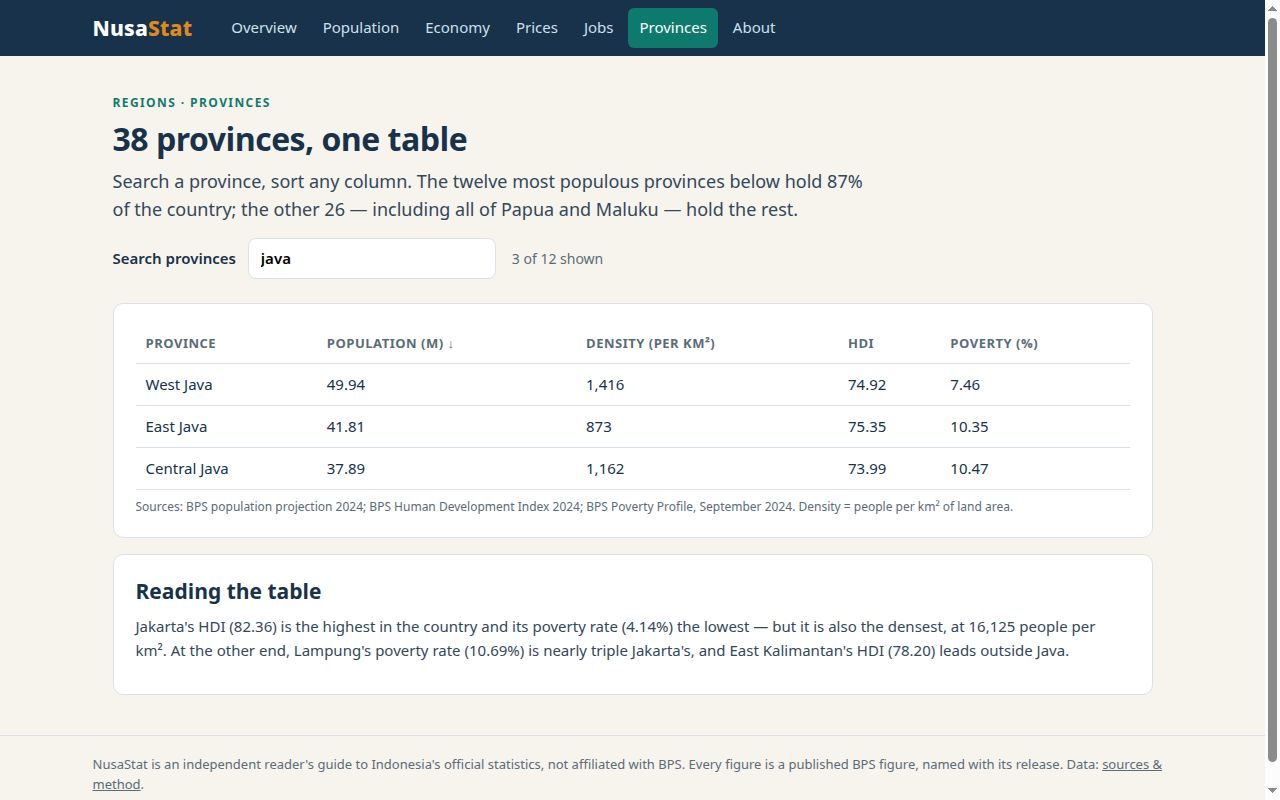 NusaStat Overview Population Economy Prices Jobs Provinces About
REGIONS · PROVINCES
38 provinces, one table
Search a province, sort any column. The twelve most populous provinces below hold 87%
of the country; the other 26 — including all of Papua and Maluku — hold the rest.
Search provinces java 3 of 12 shown
PROVINCE POPULATION (M) ↓ DENSITY (PER KM²) HDI POVERTY (%)
West Java 49.94 1,416 74.92 7.46
East Java 41.81 873 75.35 10.35
Central Java 37.89 1,162 73.99 10.47
Sources: BPS population projection 2024; BPS Human Development Index 2024; BPS Poverty Profile, September 2024. Density = people per km² of land area.
Reading the table
Jakarta's HDI (82.36) is the highest in the country and its poverty rate (4.14%) the lowest — but it is also the densest, at 16,125 people per
km². At the other end, Lampung's poverty rate (10.69%) is nearly triple Jakarta's, and East Kalimantan's HDI (78.20) leads outside Java.
NusaStat is an independent reader's guide to Indonesia's official statistics, not affiliated with BPS. Every figure is a published BPS figure, named with its release. Data: sources &
method.